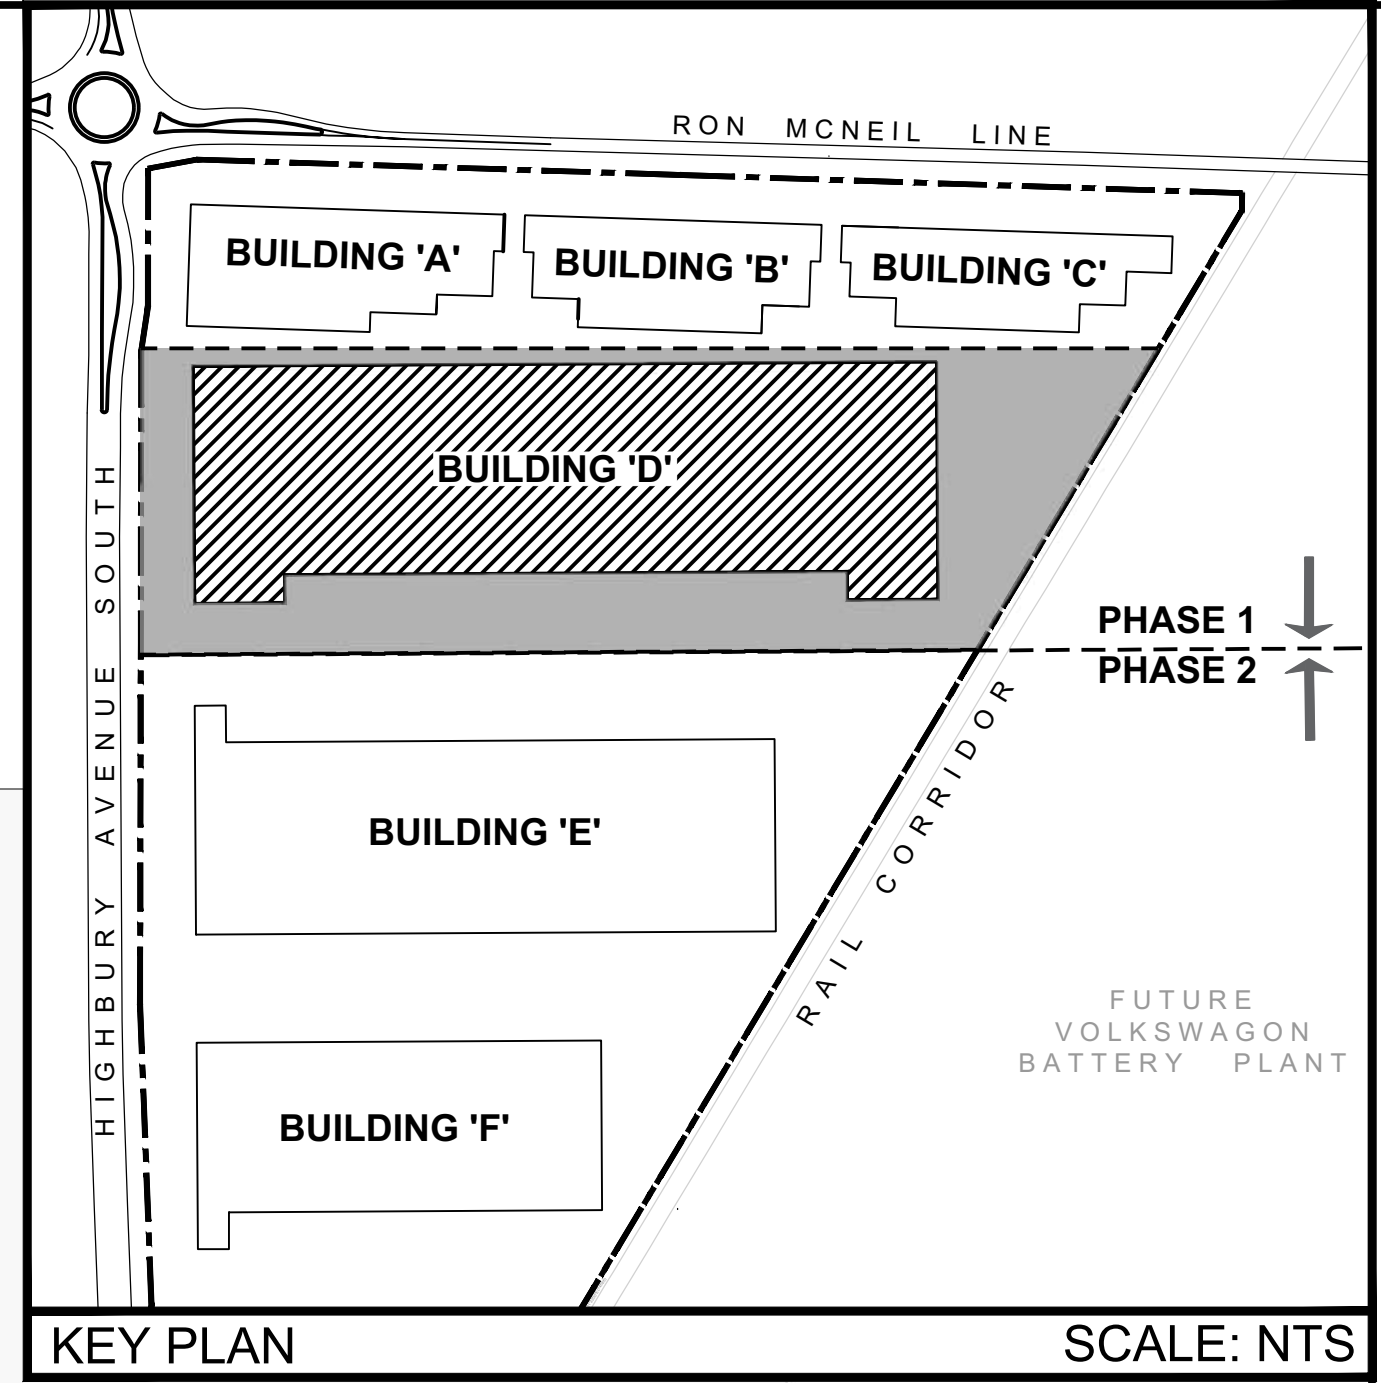 RON MCNEIL LINE
BUILDING 'A'
BUILDING 'B'
BUILDING 'C'
BUILDING 'D'
HIGHBURY AVENUE SOUTH
PHASE 1
PHASE 2
RAIL CORRIDOR
BUILDING 'E'
FUTURE
VOLKSWAGON
BATTERY PLANT
BUILDING 'F'
KEY PLAN
SCALE: NTS